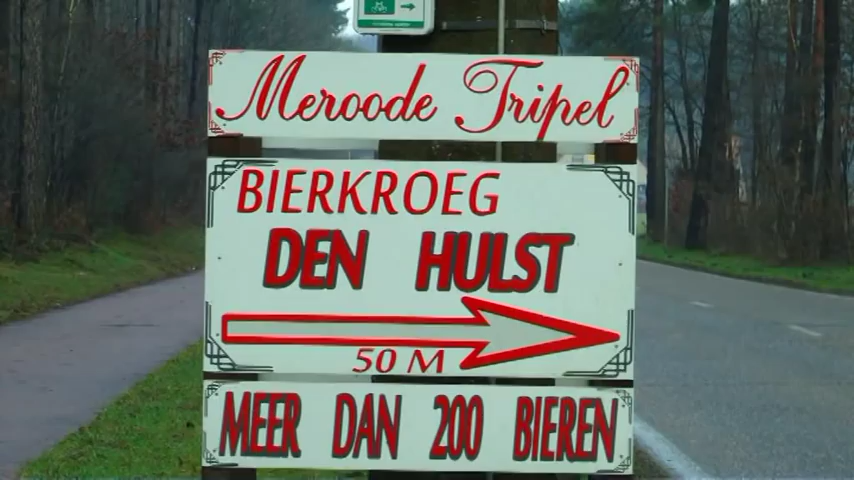 Meroode Tripel
BIERKROEG
DEN HULST
50 M
MEER DAN 200 BIEREN